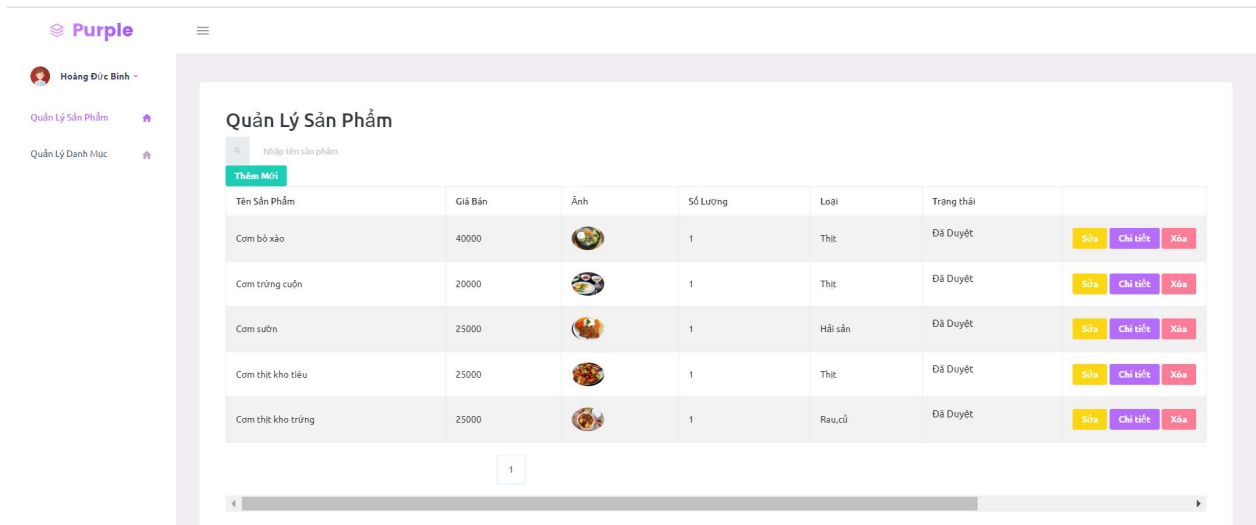 Purple
Hoàng Đức Bình
Quản Lý Sản Phẩm
Quản Lý Danh Mục
Quản Lý Sản Phẩm
Nhập tên sản phẩm
Thêm Mới
Tên Sản Phẩm Giá Bán Ảnh Số Lượng Loại Trạng thái
Cơm bò xào 40000 1 Thịt Đã Duyệt Sửa Chi tiết Xóa
Cơm trứng cuộn 20000 1 Thịt Đã Duyệt Sửa Chi tiết Xóa
Cơm sườn 25000 1 Hải sản Đã Duyệt Sửa Chi tiết Xóa
Cơm thịt kho tiêu 25000 1 Thịt Đã Duyệt Sửa Chi tiết Xóa
Cơm thịt kho trứng 25000 1 Rau,củ Đã Duyệt Sửa Chi tiết Xóa
1